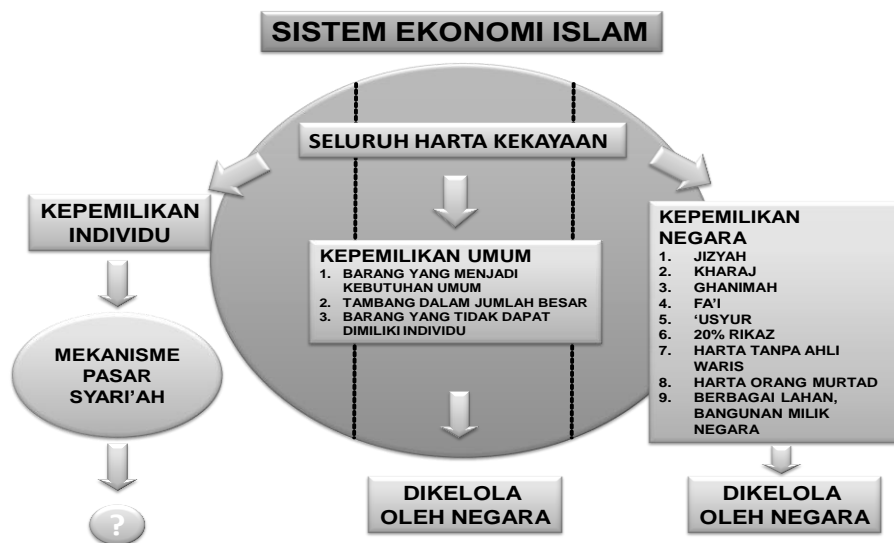 SISTEM EKONOMI ISLAM
SELURUH HARTA KEKAYAAN
KEPEMILIKAN
INDIVIDU
MEKANISME
PASAR
SYARI'AH
?
KEPEMILIKAN UMUM
1. BARANG YANG MENJADI
KEBUTUHAN UMUM
2. TAMBANG DALAM JUMLAH BESAR
3. BARANG YANG TIDAK DAPAT
DIMILIKI INDIVIDU
DIKELOLA
OLEH NEGARA
KEPEMILIKAN
NEGARA
1. JIZYAH
2. KHARAJ
3. GHANIMAH
4. FA'I
5. 'USYUR
6. 20% RIKAZ
7. HARTA TANPA AHLI
WARIS
8. HARTA ORANG MURTAD
9. BERBAGAI LAHAN,
BANGUNAN MILIK
NEGARA
DIKELOLA
OLEH NEGARA